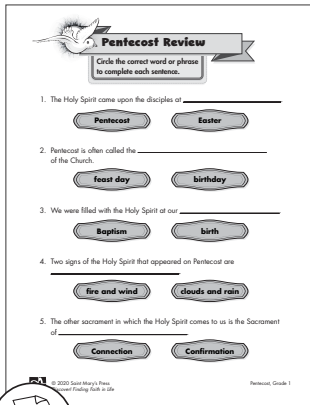 Pentecost Review
Circle the correct word or phrase
to complete each sentence.
1. The Holy Spirit came upon the disciples at
Pentecost Easter
2. Pentecost is often called the
of the Church.
feast day birthday
3. We were filled with the Holy Spirit at our
Baptism birth
4. Two signs of the Holy Spirit that appeared on Pentecost are
fire and wind clouds and rain
5. The other sacrament in which the Holy Spirit comes to us is the Sacrament
of
Connection Confirmation
© 2020 Saint Mary's Press
Discover! Finding Faith in Life
Pentecost, Grade 1